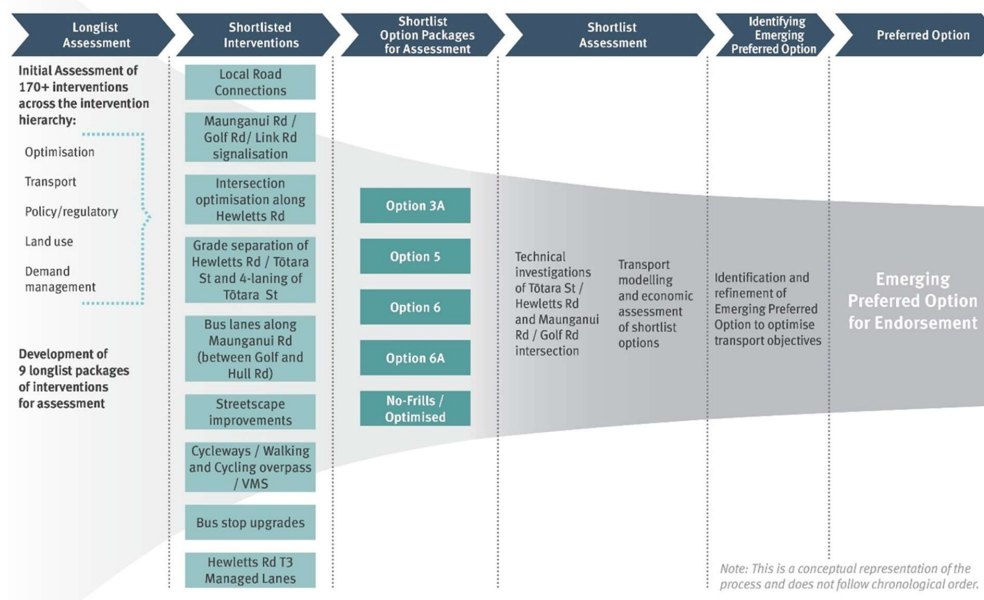 Longlist
Assessment
Shortlisted
Interventions
Shortlist
Option Packages
for Assessment
Shortlist
Assessment
Identifying
Emerging
Preferred Option
Preferred Option
Initial Assessment of
170+ interventions
across the intervention
hierarchy:
Optimisation
Transport
Policy/regulatory
Land use
Demand
management
Development of
9 longlist packages
of interventions
for assessment
Local Road
Connections
Maunganui Rd /
Golf Rd/ Link Rd
signalisation
Intersection
optimisation along
Hewletts Rd
Grade separation of
Hewletts Rd / Tōtara
St and 4-laning of
Tōtara St
Bus lanes along
Maunganui Rd
(between Golf and
Hull Rd)
Streetscape
improvements
Cycleways / Walking
and Cycling overpass
/ VMS
Bus stop upgrades
Hewletts Rd T3
Managed Lanes
Option 3A
Option 5
Option 6
Option 6A
No-Frills /
Optimised
Technical
investigations
of Tōtara St /
Hewletts Rd
and Maunganui
Rd / Golf Rd
intersection
Transport
modelling
and economic
assessment
of shortlist
options
Identification and
refinement of
Emerging Preferred
Option to optimise
transport objectives
Emerging
Preferred Option
for Endorsement
Note: This is a conceptual representation of the
process and does not follow chronological order.